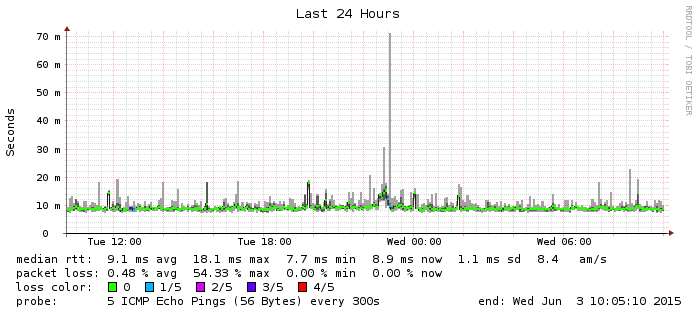 Last 24 Hours
RRDTOOL / TOBI OETIKER
Seconds
70 m
60 m
50 m
40 m
30 m
20 m
10 m
0
Tue 12:00 Tue 18:00 Wed 00:00 Wed 06:00
median rtt: 9.1 ms avg 18.1 ms max 7.7 ms min 8.9 ms now 1.1 ms sd 8.4 am/s
packet loss: 0.48 % avg 54.33 % max 0.00 % min 0.00 % now
loss color: 0 1/5 2/5 3/5 4/5
probe: 5 ICMP Echo Pings (56 Bytes) every 300s end: Wed Jun 3 10:05:10 2015